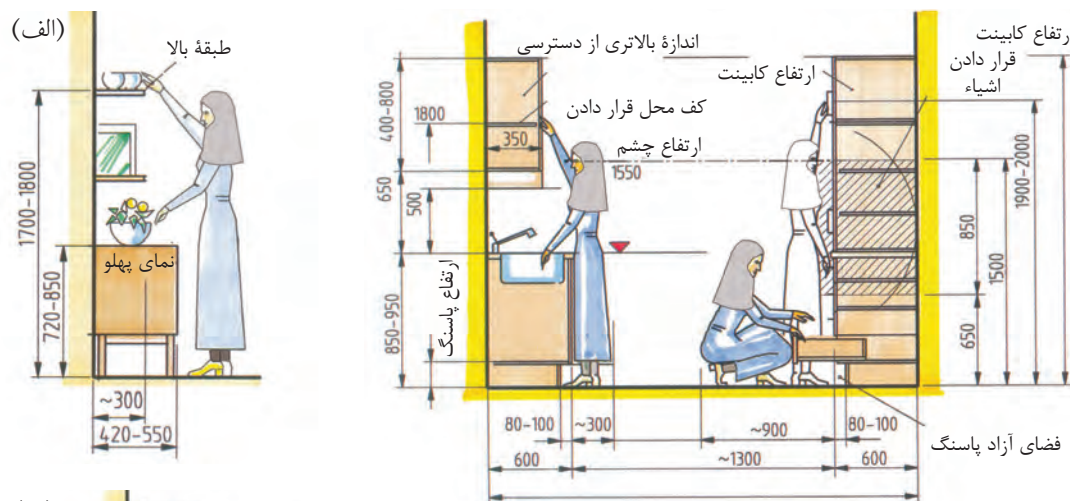 (الف)
طبقهٔ بالا
1700-1800
نمای پهلو
720-850
~300
420-550
اندازهٔ بالاتری از دسترسی
ارتفاع کابینت
ارتفاع کابینت
قرار دادن
اشیاء
کف محل قرار دادن
ارتفاع چشم
400-800
1800
350
1550
650
500
850-950
ارتفاع پاسنگ
850
1500
1900-2000
650
80-100
~300
~900
80-100
600
~1300
600
فضای آزاد پاسنگ